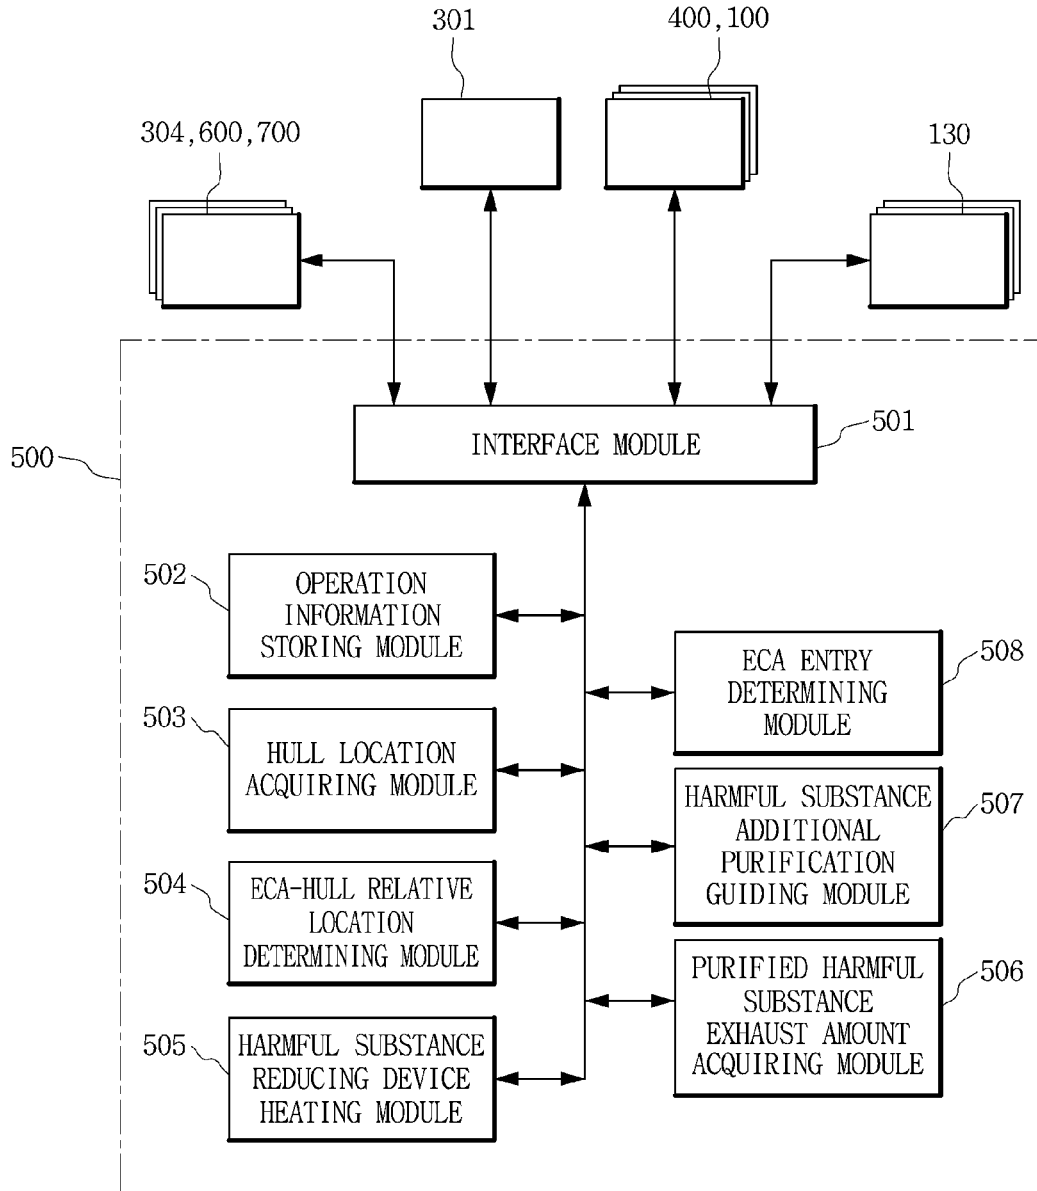 301
400,100
304,600,700
130
500
INTERFACE MODULE
501
502
OPERATION
INFORMATION
STORING MODULE
503
HULL LOCATION
ACQUIRING MODULE
504
ECA-HULL RELATIVE
LOCATION
DETERMINING MODULE
505
HARMFUL SUBSTANCE
REDUCING DEVICE
HEATING MODULE
ECA ENTRY
DETERMINING
MODULE
508
HARMFUL SUBSTANCE
ADDITIONAL
PURIFICATION
GUIDING MODULE
507
PURIFIED HARMFUL
SUBSTANCE
EXHAUST AMOUNT
ACQUIRING MODULE
506